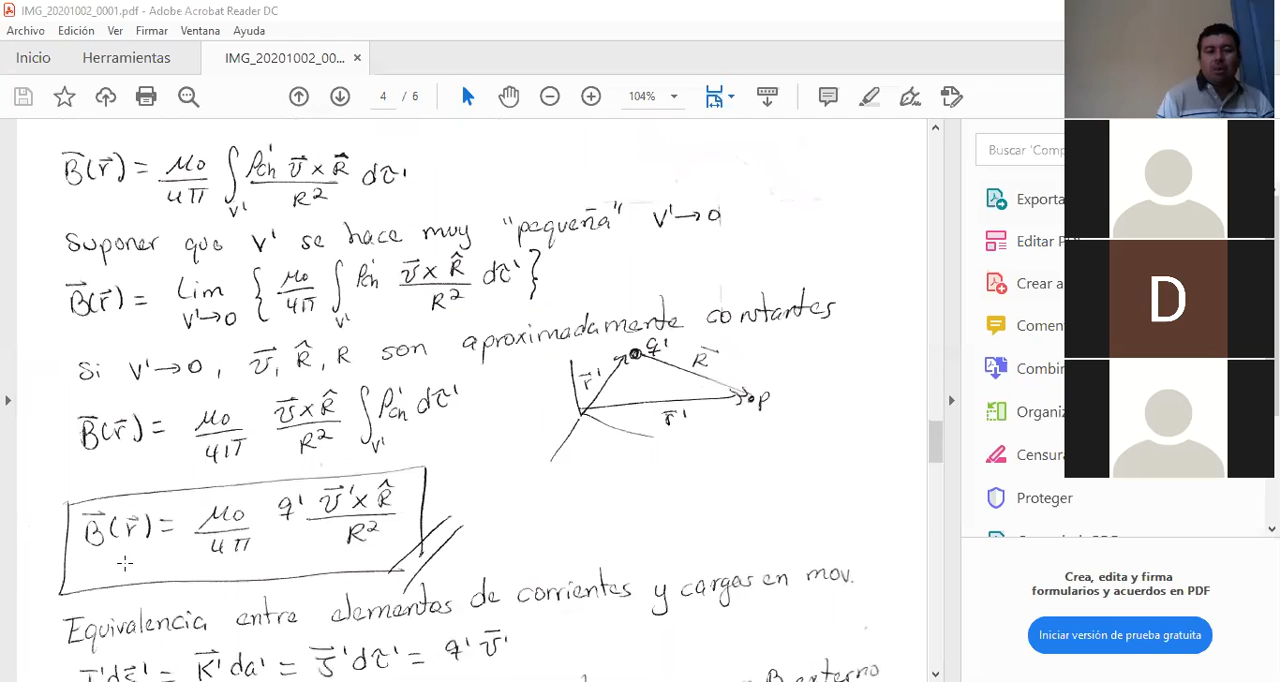 IMG_20201002_0001.pdf - Adobe Acrobat Reader DC
Archivo Edición Ver Firmar Ventana Ayuda
Inicio Herramientas IMG_20201002_00... ×
4 / 6 104%
B⃗(r⃗) = μ₀/4π ∫_V' ρ'ch v⃗ × R̂ / R² dτ'
Suponer que V' se hace muy "pequeña" V' → 0
B⃗(r⃗) = Lim V'→0 { μ₀/4π ∫_V' ρ'ch v⃗ × R̂ / R² dτ' }
Si V' → 0, v⃗, R̂, R son aproximadamente constantes
q'
r⃗' R⃗
r⃗' P
B⃗(r⃗) = μ₀/4π v⃗ × R̂ / R² ∫_V' ρ'ch dτ'
B⃗(r⃗) = μ₀/4π q' v⃗' × R̂ / R²
Equivalencia entre elementos de corrientes y cargas en mov.
I⃗'ds' = K⃗'da' = J⃗'dτ' = q' v⃗'
B externo
Buscar 'Comp
Exporta
Editar P
Crear a
Comen
Combin
Organiz
Censura
Proteger
D
Crea, edita y firma
formularios y acuerdos en PDF
Iniciar versión de prueba gratuita